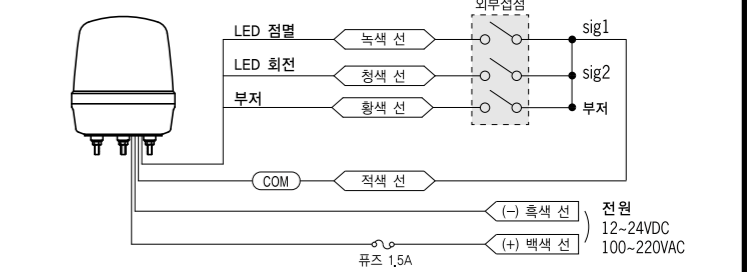 외부접점
LED 점멸
녹색 선
sig1
LED 회전
청색 선
sig2
부저
황색 선
부저
COM
적색 선
(−) 흑색 선
전원
12~24VDC
100~220VAC
(+) 백색 선
퓨즈 1.5A